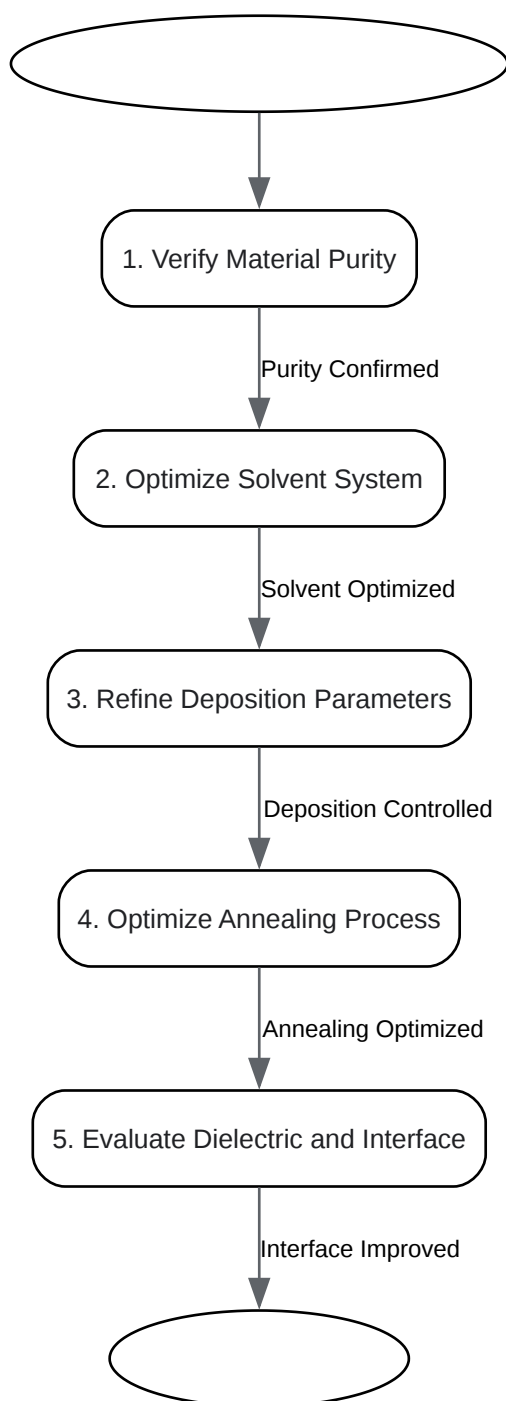 1. Verify Material Purity
Purity Confirmed
2. Optimize Solvent System
Solvent Optimized
3. Refine Deposition Parameters
Deposition Controlled
4. Optimize Annealing Process
Annealing Optimized
5. Evaluate Dielectric and Interface
Interface Improved